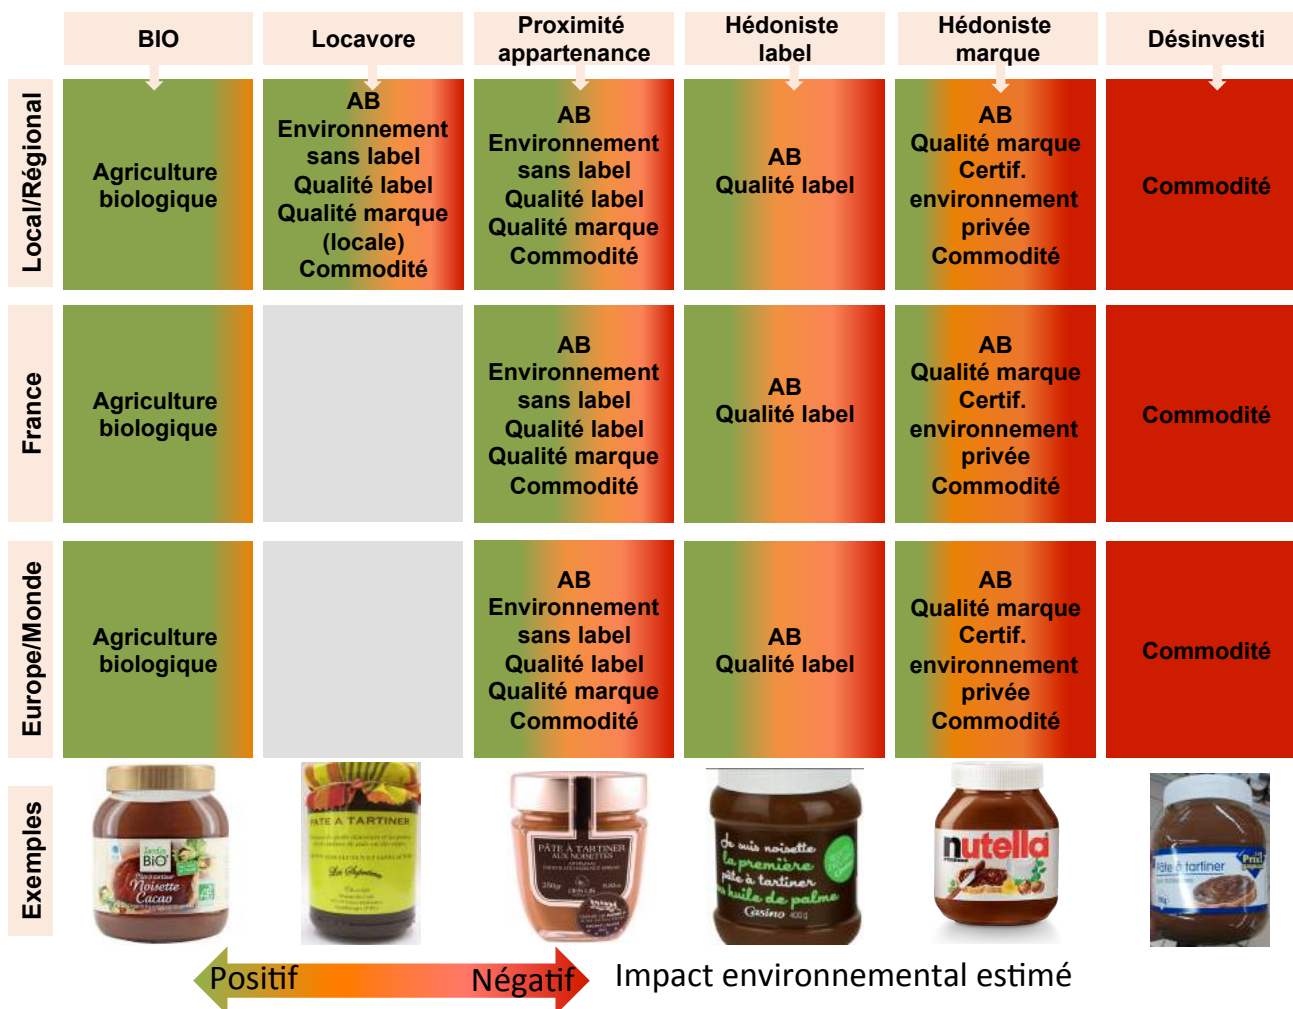 BIO
Locavore
Proximité
appartenance
Hédoniste
label
Hédoniste
marque
Désinvesti
Local/Régional
Agriculture
biologique
AB
Environnement
sans label
Qualité label
Qualité marque
(locale)
Commodité
AB
Environnement
sans label
Qualité label
Qualité marque
Commodité
AB
Qualité label
AB
Qualité marque
Certif.
environnement
privée
Commodité
Commodité
France
Agriculture
biologique
AB
Environnement
sans label
Qualité label
Qualité marque
Commodité
AB
Qualité label
AB
Qualité marque
Certif.
environnement
privée
Commodité
Commodité
Europe/Monde
Agriculture
biologique
AB
Environnement
sans label
Qualité label
Qualité marque
Commodité
AB
Qualité label
AB
Qualité marque
Certif.
environnement
privée
Commodité
Commodité
Exemples
Jardin
BiO
Noisette
Cacao
AB
PATE A TARTINER
PÂTE À TARTINER
AUX NOISETTES
250g
Je suis noisette
la première
pâte à tartiner
huile de palme
Casino 400 g
nutella
Prix
Pâte à tartiner
Positif
Négatif
Impact environnemental estimé